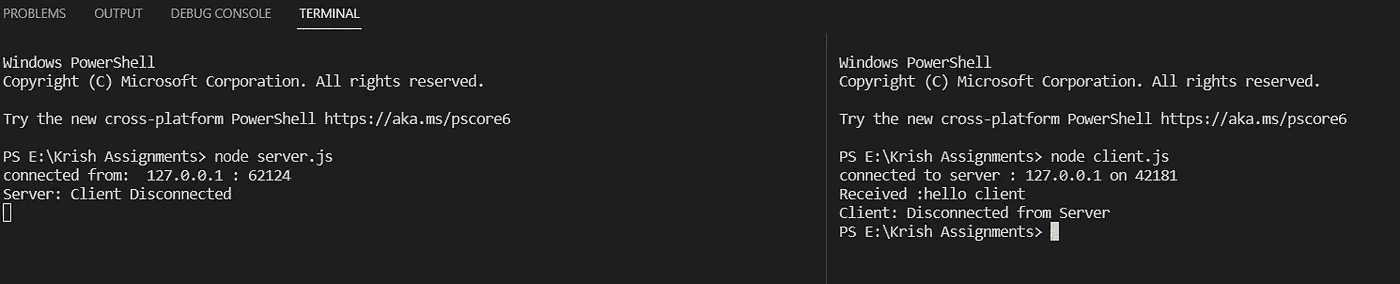 PROBLEMS OUTPUT DEBUG CONSOLE TERMINAL
Windows PowerShell
Copyright (C) Microsoft Corporation. All rights reserved.
Try the new cross-platform PowerShell https://aka.ms/pscore6
PS E:\Krish Assignments> node server.js
connected from:  127.0.0.1 : 62124
Server: Client Disconnected
Windows PowerShell
Copyright (C) Microsoft Corporation. All rights reserved.
Try the new cross-platform PowerShell https://aka.ms/pscore6
PS E:\Krish Assignments> node client.js
connected to server : 127.0.0.1 on 42181
Received :hello client
Client: Disconnected from Server
PS E:\Krish Assignments>